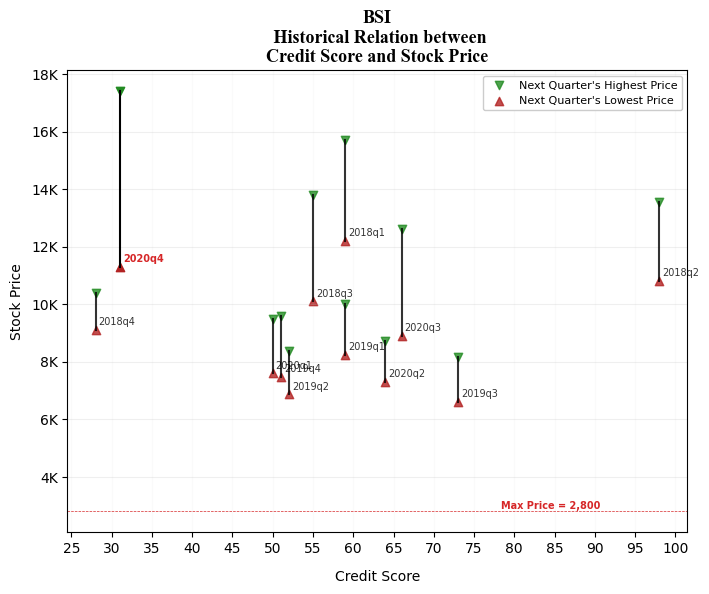 BSI
Historical Relation between
Credit Score and Stock Price
Next Quarter's Highest Price
Next Quarter's Lowest Price
Stock Price
18K
16K
14K
12K
10K
8K
6K
4K
2018q1
2020q4
2018q2
2018q3
2018q4
2020q3
2019q1
2020q1
2019q4
2020q2
2019q2
2019q3
Max Price = 2,800
25 30 35 40 45 50 55 60 65 70 75 80 85 90 95 100
Credit Score